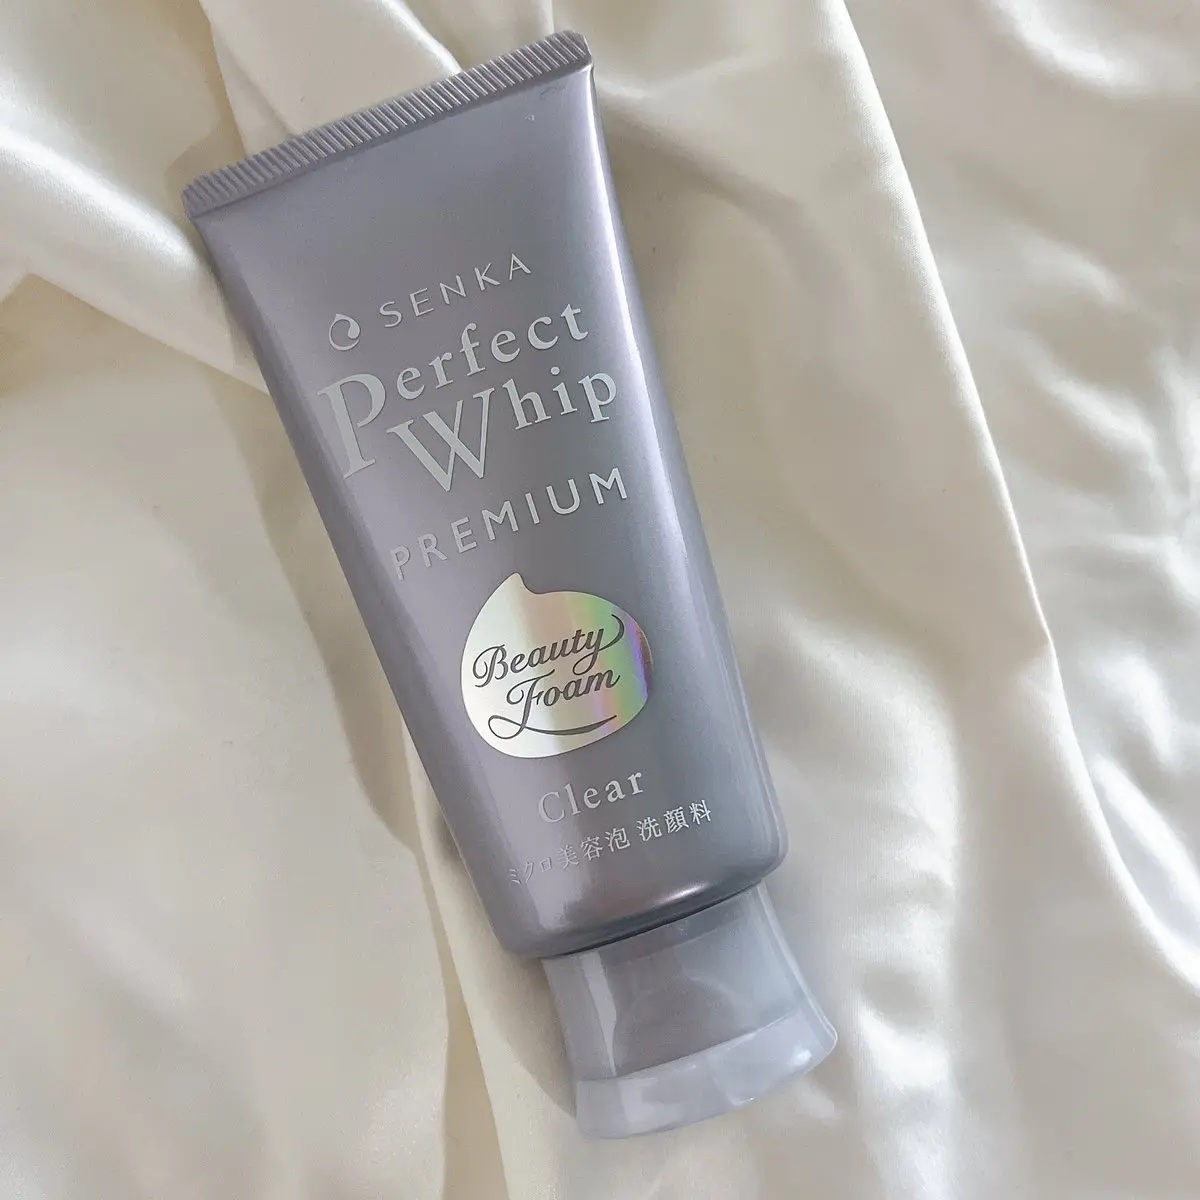 SENKA
Perfect
Whip
PREMIUM
Beauty
Foam
Clear
ミクロ美容泡 洗顔料